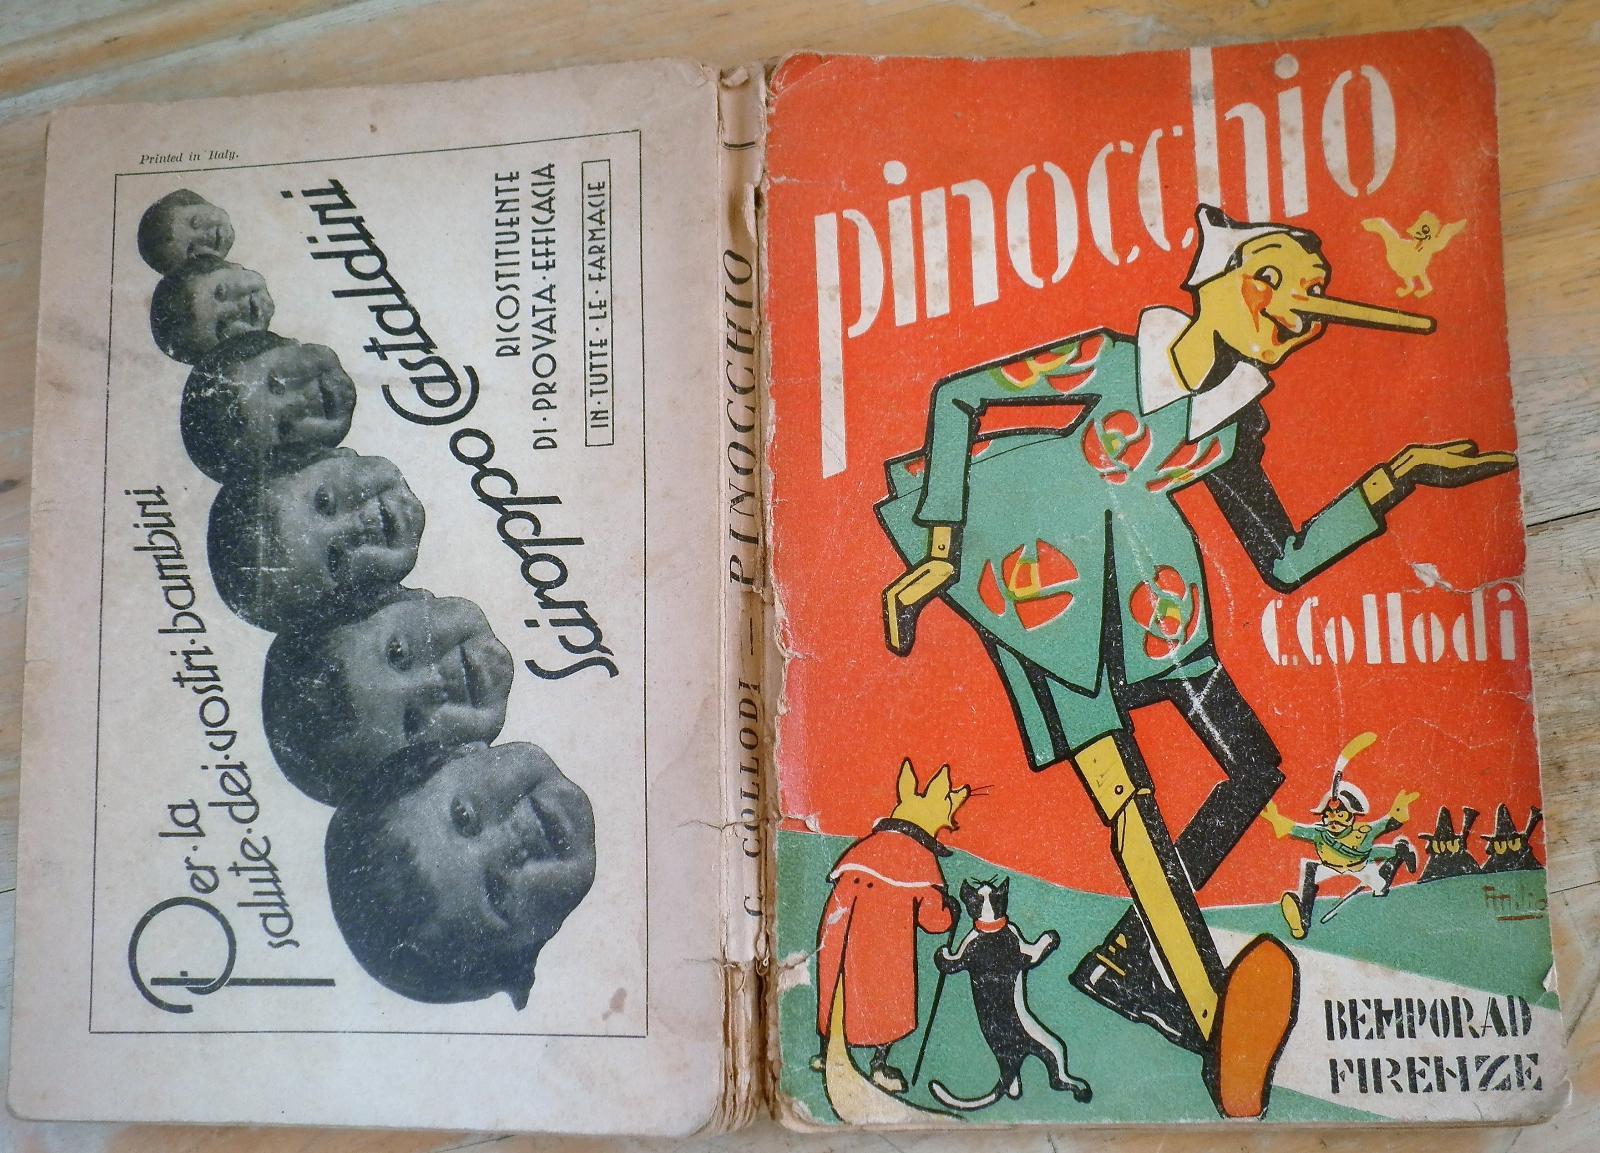 Printed in Italy.
Per·la
salute·dei·vostri·bambini
Sciroppo Castaldini
RICOSTITUENTE
DI·PROVATA·EFFICACIA
IN·TUTTE·LE·FARMACIE
C. COLLODI — PINOCCHIO
pinocchio
C. Collodi
BEMPORAD
FIRENZE